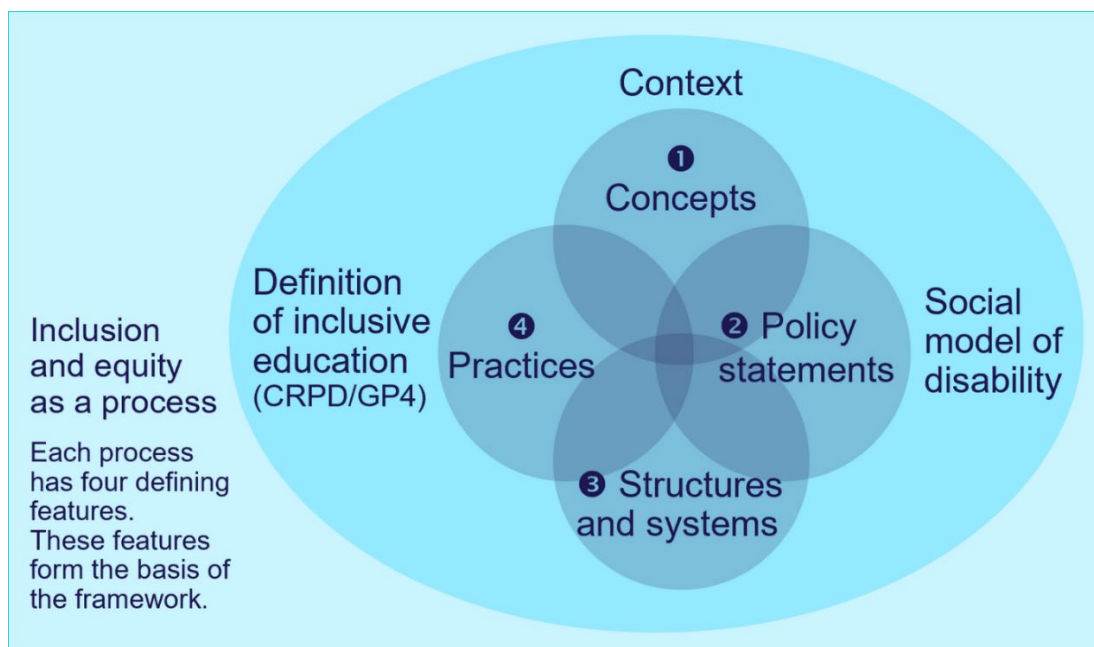 Context
❶
Concepts
Definition
of inclusive
education
(CRPD/GP4)
❹
Practices
❷ Policy
statements
Social
model of
disability
❸ Structures
and systems
Inclusion
and equity
as a process
Each process
has four defining
features.
These features
form the basis of
the framework.